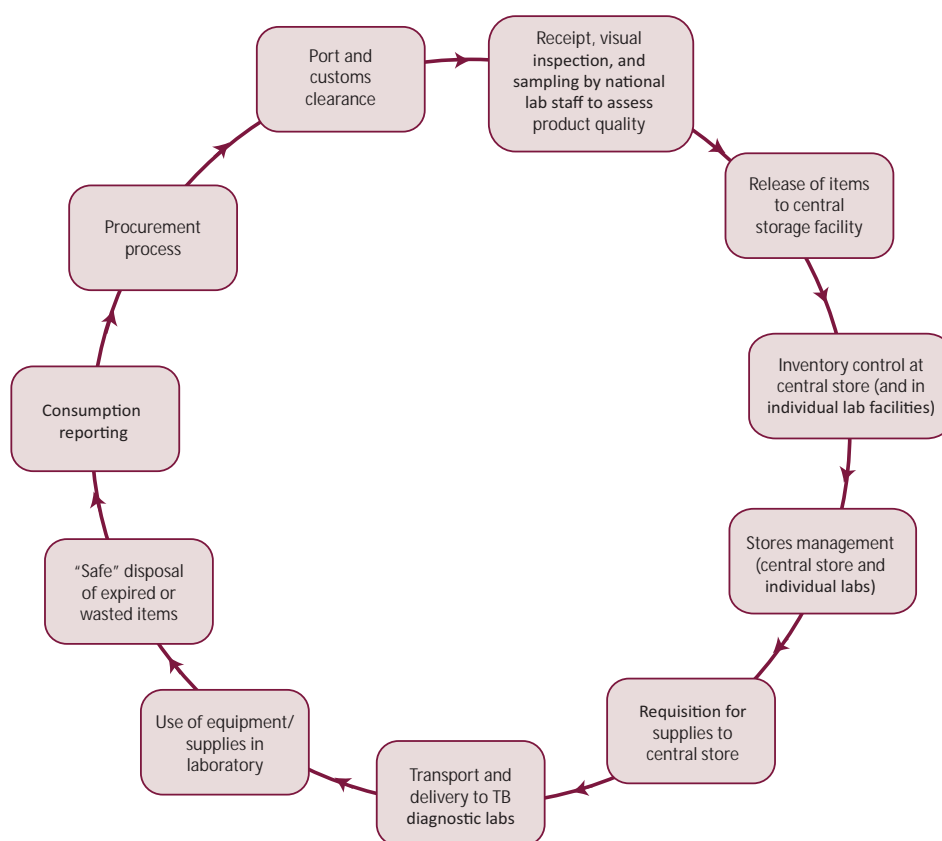 Port and
customs
clearance
Receipt, visual
inspection, and
sampling by national
lab staff to assess
product quality
Release of items
to central
storage facility
Inventory control at
central store (and in
individual lab facilities)
Stores management
(central store and
individual labs)
Requisition for
supplies to
central store
Transport and
delivery to TB
diagnostic labs
Use of equipment/
supplies in
laboratory
“Safe” disposal
of expired or
wasted items
Consumption
reporting
Procurement
process